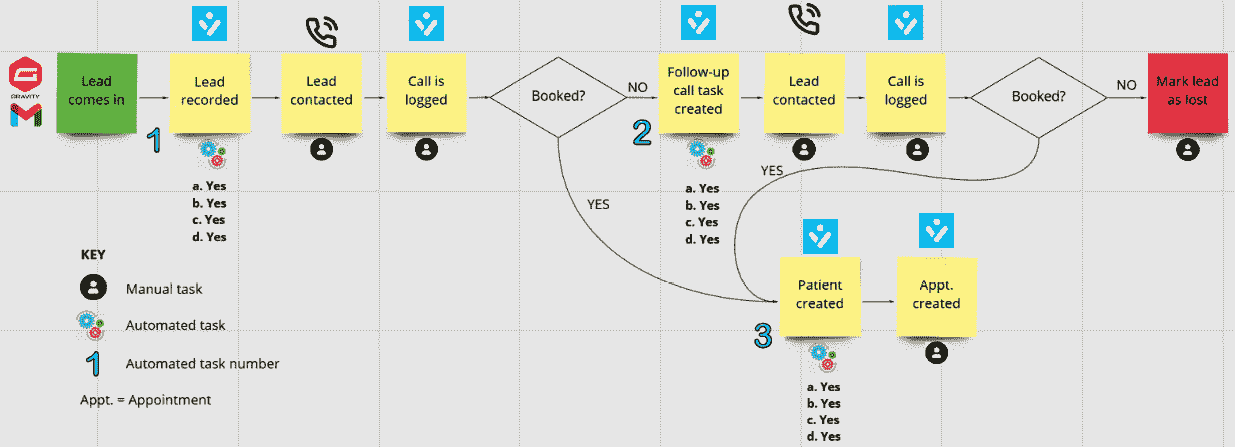 GRAVITY
Lead
comes in
1
Lead
recorded
a. Yes
b. Yes
c. Yes
d. Yes
Lead
contacted
Call is
logged
Booked?
NO
YES
2
Follow-up
call task
created
a. Yes
b. Yes
c. Yes
d. Yes
Lead
contacted
Call is
logged
Booked?
NO
YES
Mark lead
as lost
3
Patient
created
a. Yes
b. Yes
c. Yes
d. Yes
Appt.
created
KEY
Manual task
Automated task
1 Automated task number
Appt. = Appointment